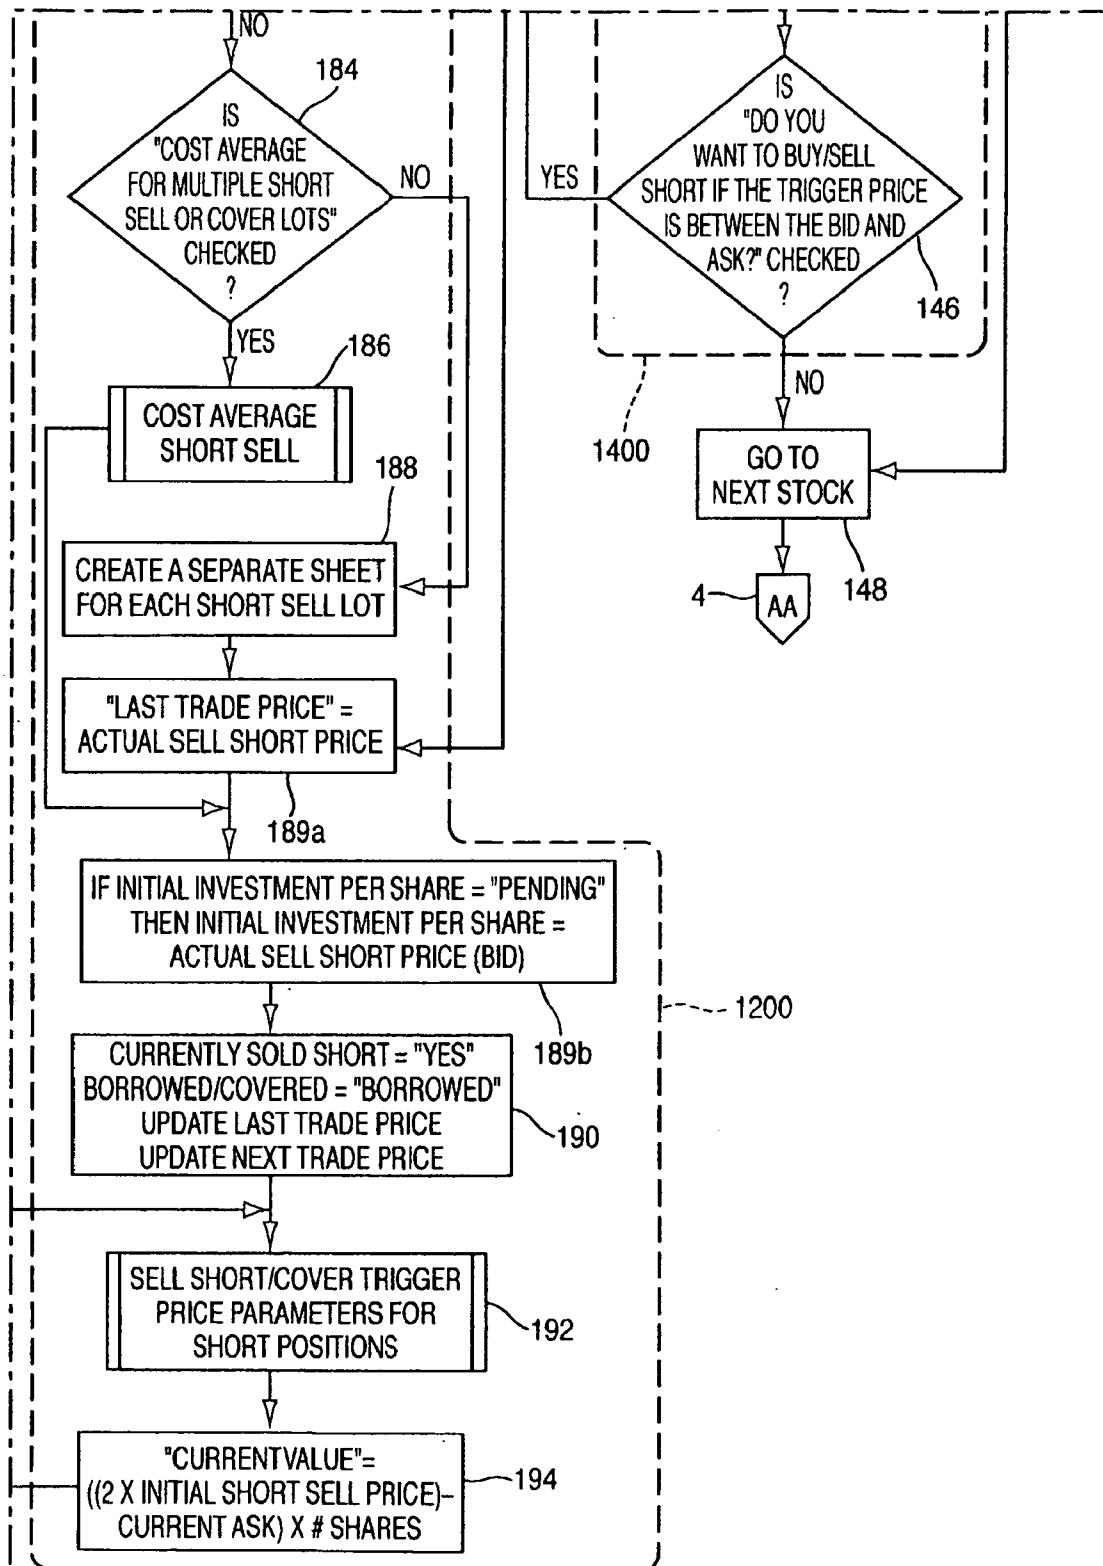 NO
184
IS
"COST AVERAGE
FOR MULTIPLE SHORT
SELL OR COVER LOTS"
CHECKED
?
NO
YES
186
COST AVERAGE
SHORT SELL
188
CREATE A SEPARATE SHEET
FOR EACH SHORT SELL LOT
"LAST TRADE PRICE" =
ACTUAL SELL SHORT PRICE
189a
IF INITIAL INVESTMENT PER SHARE = "PENDING"
THEN INITIAL INVESTMENT PER SHARE =
ACTUAL SELL SHORT PRICE (BID)
189b
1200
CURRENTLY SOLD SHORT = "YES"
BORROWED/COVERED = "BORROWED"
UPDATE LAST TRADE PRICE
UPDATE NEXT TRADE PRICE
190
SELL SHORT/COVER TRIGGER
PRICE PARAMETERS FOR
SHORT POSITIONS
192
"CURRENTVALUE"=
((2 X INITIAL SHORT SELL PRICE)–
CURRENT ASK) X # SHARES
194
IS
"DO YOU
WANT TO BUY/SELL
SHORT IF THE TRIGGER PRICE
IS BETWEEN THE BID AND
ASK?" CHECKED
?
YES
146
NO
1400
GO TO
NEXT STOCK
148
4
AA